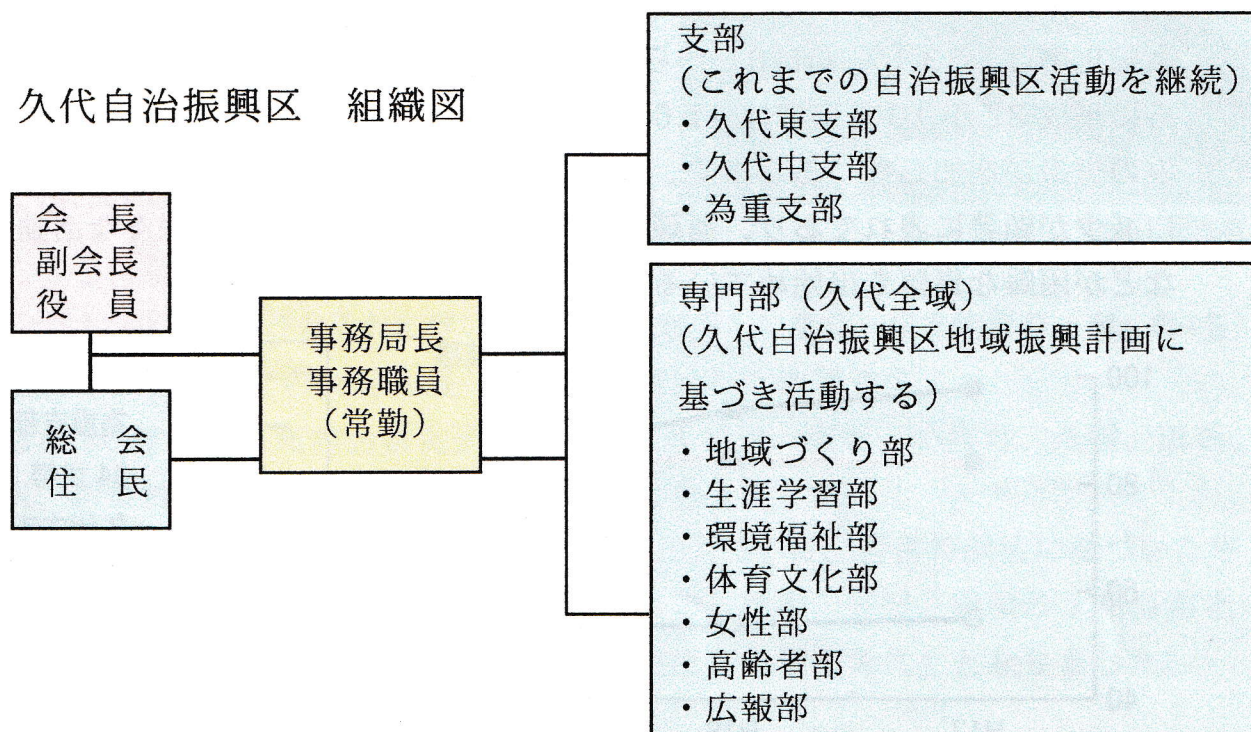 久代自治振興区　組織図
会　長
副会長
役　員
総　会
住　民
事務局長
事務職員
（常勤）
支部
（これまでの自治振興区活動を継続）
・久代東支部
・久代中支部
・為重支部
専門部（久代全域）
（久代自治振興区地域振興計画に
基づき活動する）
・地域づくり部
・生涯学習部
・環境福祉部
・体育文化部
・女性部
・高齢者部
・広報部